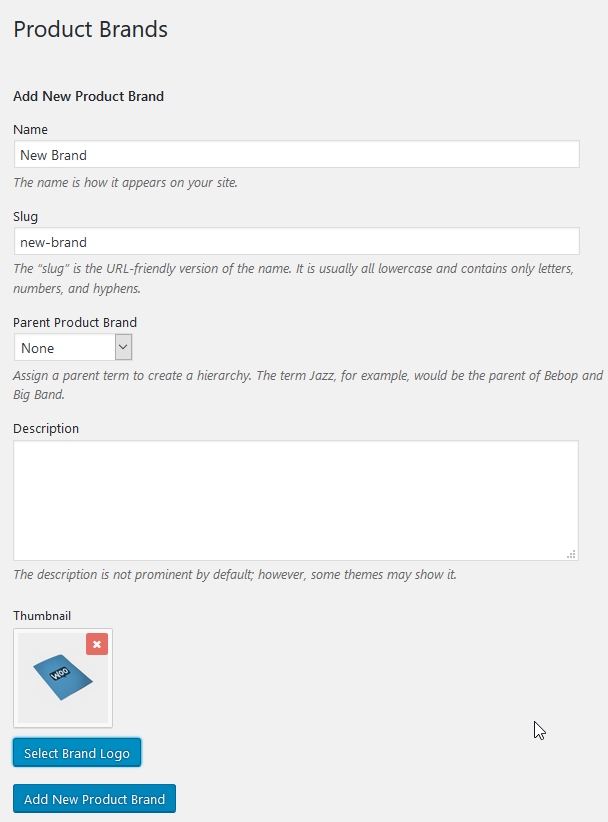 Product Brands
Add New Product Brand
Name
New Brand
The name is how it appears on your site.
Slug
new-brand
The “slug” is the URL-friendly version of the name. It is usually all lowercase and contains only letters,
numbers, and hyphens.
Parent Product Brand
None
Assign a parent term to create a hierarchy. The term Jazz, for example, would be the parent of Bebop and
Big Band.
Description
The description is not prominent by default; however, some themes may show it.
Thumbnail
Woo
Select Brand Logo
Add New Product Brand